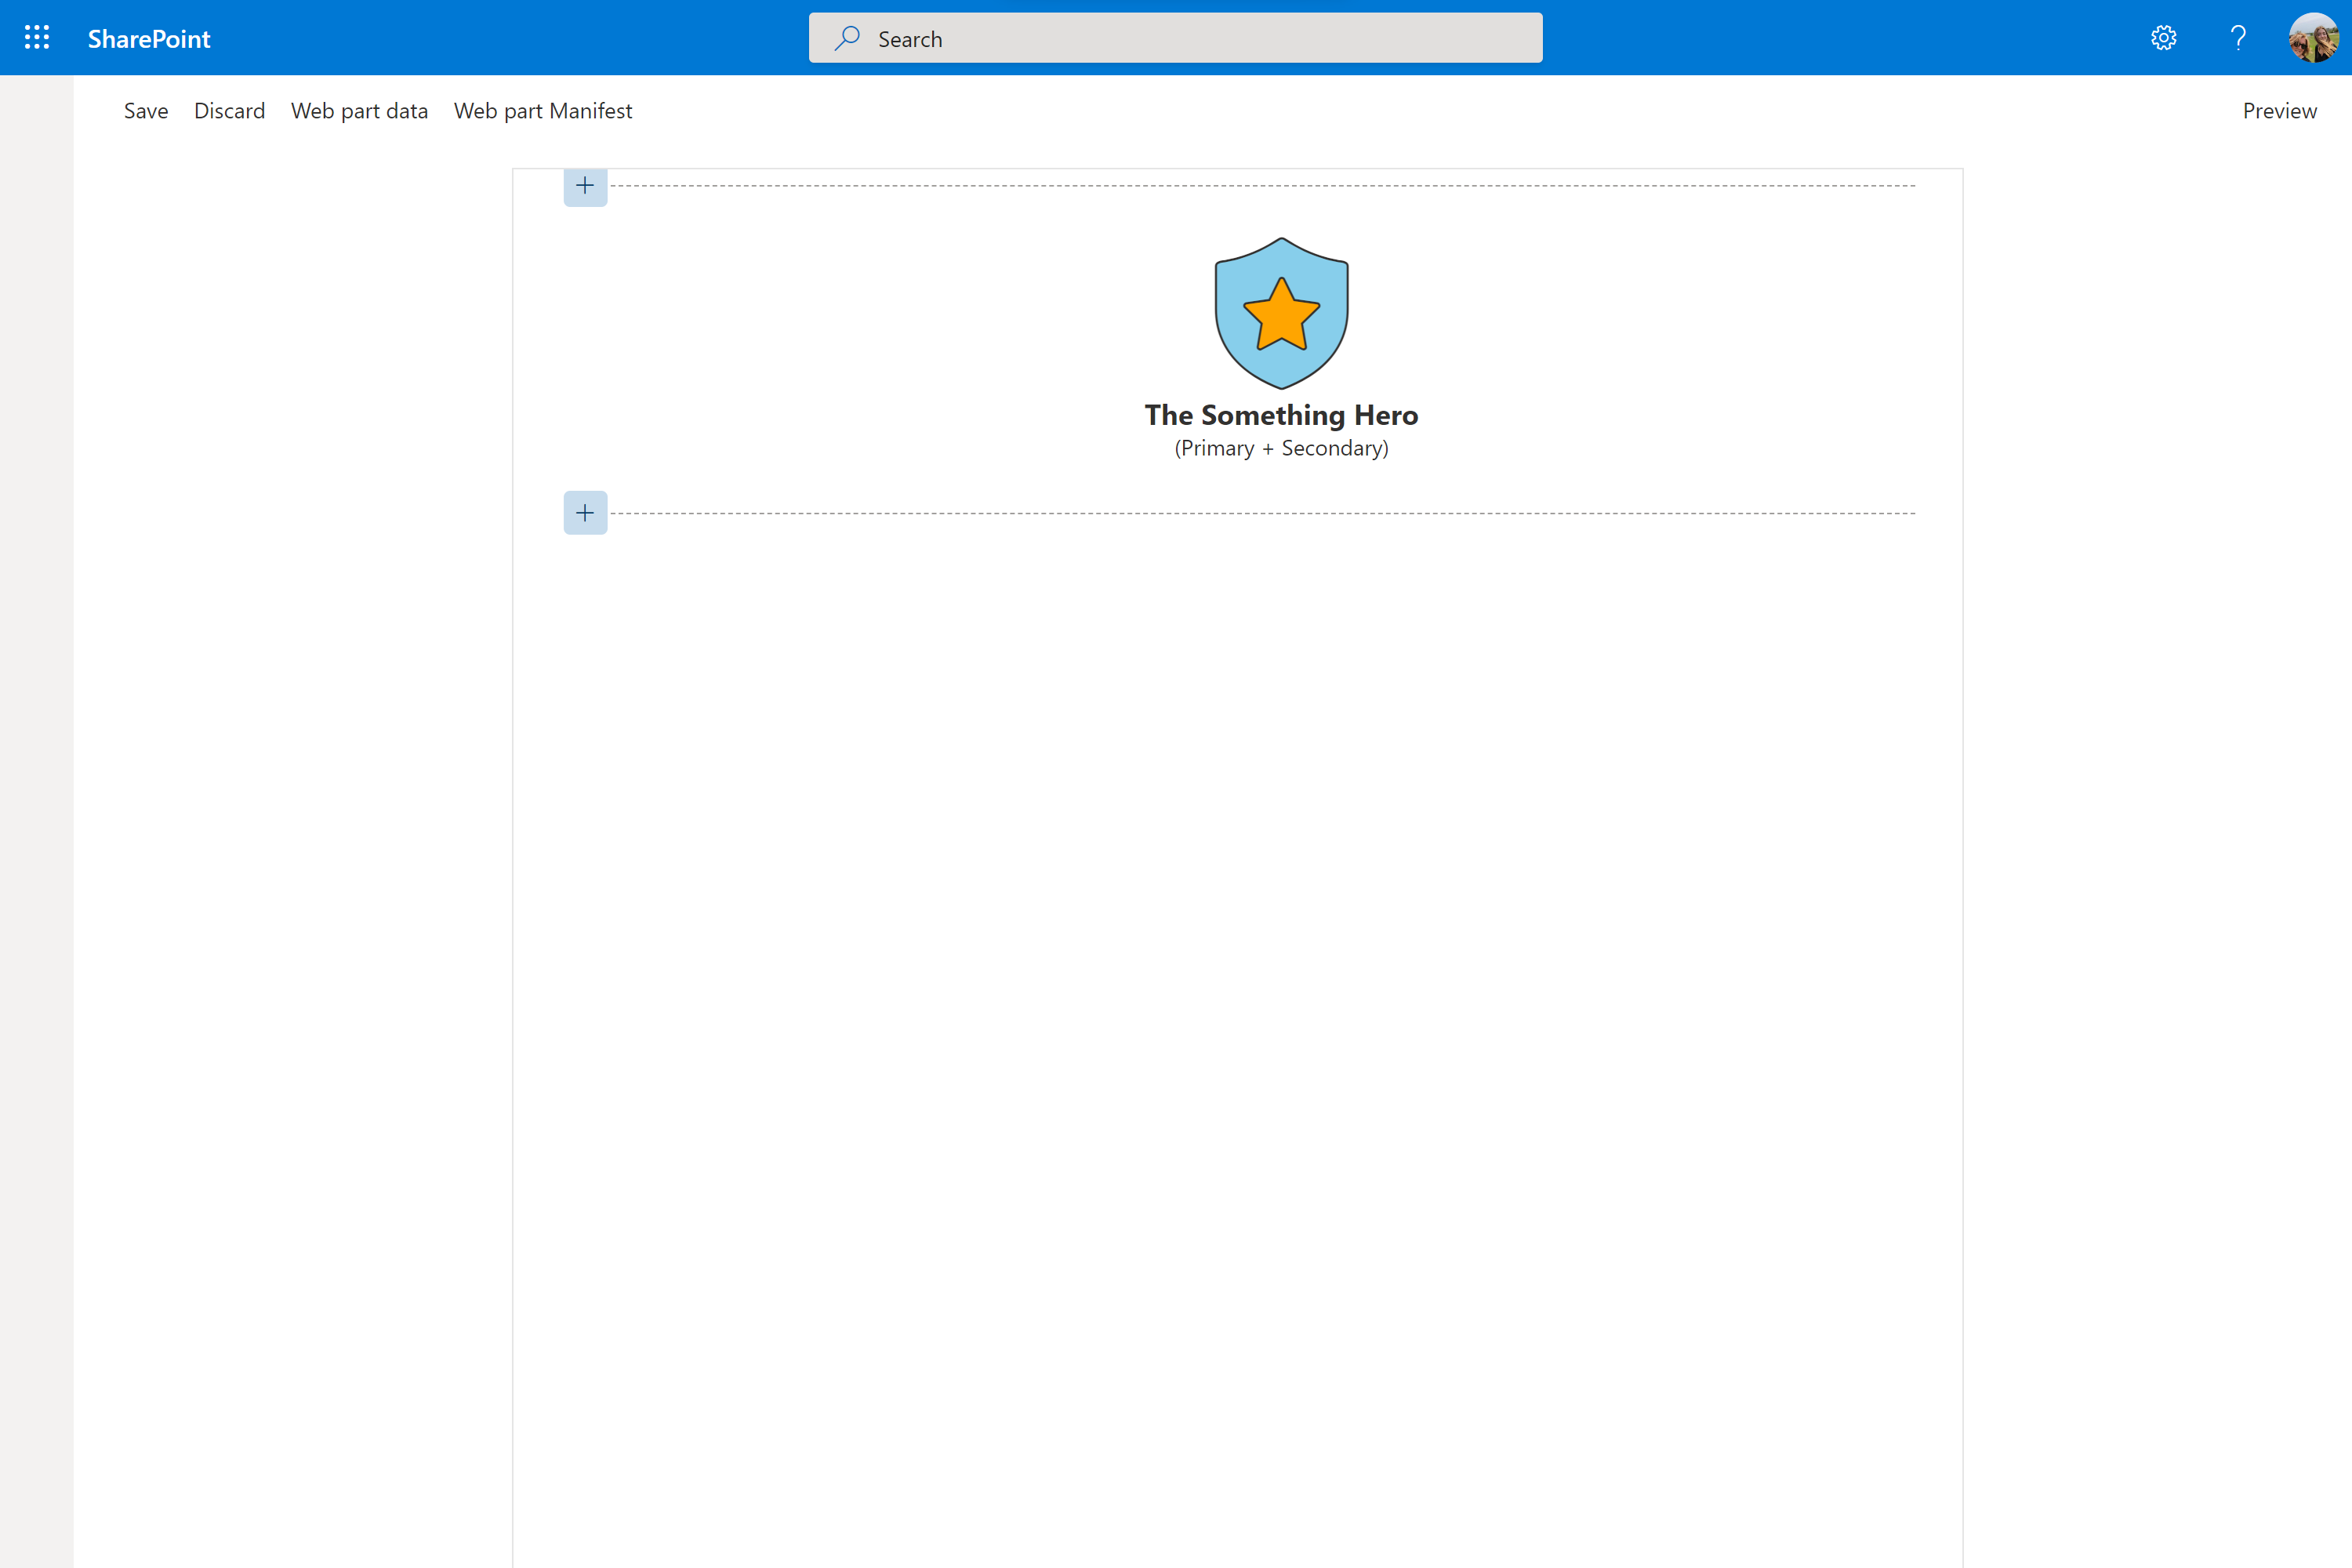 SharePoint
Search
Save Discard Web part data Web part Manifest Preview
The Something Hero
(Primary + Secondary)